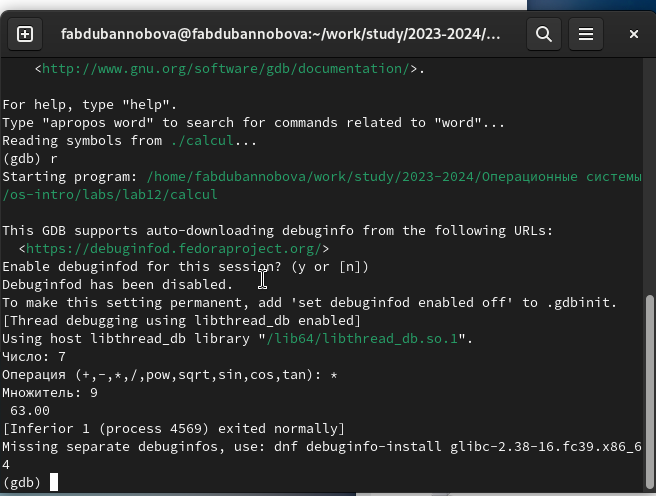 fabdubannobova@fabdubannobova:~/work/study/2023-2024/...
<http://www.gnu.org/software/gdb/documentation/>.
For help, type "help".
Type "apropos word" to search for commands related to "word"...
Reading symbols from ./calcul...
(gdb) r
Starting program: /home/fabdubannobova/work/study/2023-2024/Операционные системы
/os-intro/labs/lab12/calcul
This GDB supports auto-downloading debuginfo from the following URLs:
<https://debuginfod.fedoraproject.org/>
Enable debuginfod for this session? (y or [n])
Debuginfod has been disabled.
To make this setting permanent, add 'set debuginfod enabled off' to .gdbinit.
[Thread debugging using libthread_db enabled]
Using host libthread_db library "/lib64/libthread_db.so.1".
Число: 7
Операция (+,-,*,/,pow,sqrt,sin,cos,tan): *
Множитель: 9
63.00
[Inferior 1 (process 4569) exited normally]
Missing separate debuginfos, use: dnf debuginfo-install glibc-2.38-16.fc39.x86_6
4
(gdb)